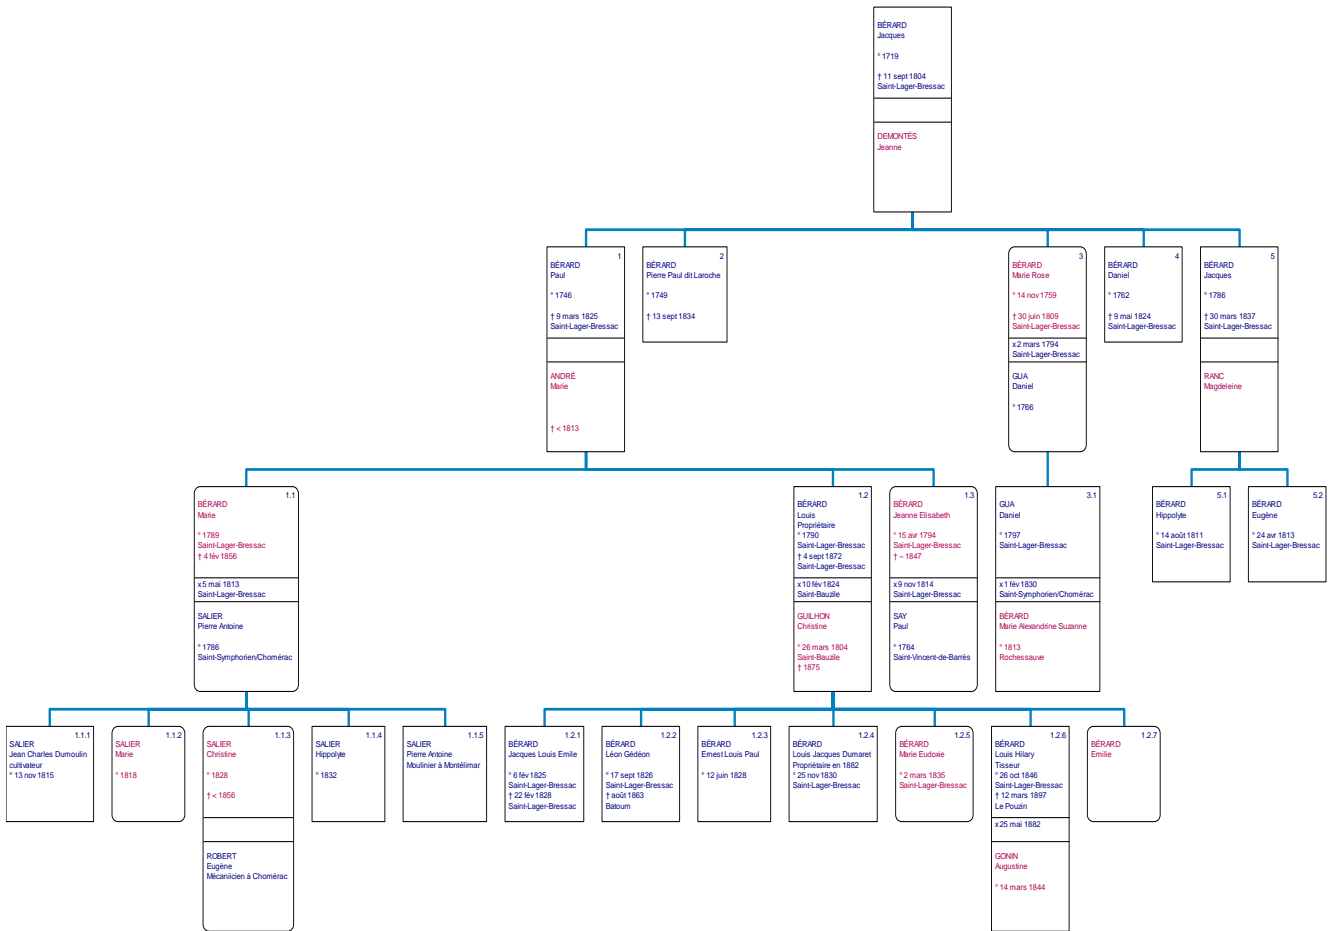 BÉRARD
Jacques
° 1719
† 11 sept 1804
Saint-Lager-Bressac
DEMONTÈS
Jeanne
1
BÉRARD
Paul
° 1746
† 9 mars 1825
Saint-Lager-Bressac
ANDRÉ
Marie
† < 1813
2
BÉRARD
Pierre Paul dit Laroche
° 1749
† 13 sept 1834
3
BÉRARD
Marie Rose
° 14 nov 1759
† 30 juin 1809
Saint-Lager-Bressac
x 2 mars 1794
Saint-Lager-Bressac
GUA
Daniel
° 1766
4
BÉRARD
Daniel
° 1762
† 9 mai 1824
Saint-Lager-Bressac
5
BÉRARD
Jacques
° 1786
† 30 mars 1837
Saint-Lager-Bressac
RANC
Magdeleine
1.1
BÉRARD
Marie
° 1789
Saint-Lager-Bressac
† 4 fév 1856
x 5 mai 1813
Saint-Lager-Bressac
SALIER
Pierre Antoine
° 1786
Saint-Symphorien/Chomérac
1.2
BÉRARD
Louis
Propriétaire
° 1790
Saint-Lager-Bressac
† 4 sept 1872
Saint-Lager-Bressac
x 10 fév 1824
Saint-Bauzile
GUILHON
Christine
° 26 mars 1804
Saint-Bauzile
† 1875
1.3
BÉRARD
Jeanne Elisabeth
° 15 avr 1794
Saint-Lager-Bressac
† ~ 1847
x 9 nov 1814
Saint-Lager-Bressac
SAY
Paul
° 1764
Saint-Vincent-de-Barrès
3.1
GUA
Daniel
° 1797
Saint-Lager-Bressac
x 1 fév 1830
Saint-Symphorien/Chomérac
BÉRARD
Marie Alexandrine Suzanne
° 1813
Rochessauve
5.1
BÉRARD
Hippolyte
° 14 août 1811
Saint-Lager-Bressac
5.2
BÉRARD
Eugène
° 24 avr 1813
Saint-Lager-Bressac
1.1.1
SALIER
Jean Charles Dumoulin
cultivateur
° 13 nov 1815
1.1.2
SALIER
Marie
° 1818
1.1.3
SALIER
Christine
° 1828
† < 1856
ROBERT
Eugène
Mécaniicien à Chomérac
1.1.4
SALIER
Hippolyte
° 1832
1.1.5
SALIER
Pierre Antoine
Moulinier à Montélimar
1.2.1
BÉRARD
Jacques Louis Emile
° 6 fév 1825
Saint-Lager-Bressac
† 22 fév 1828
Saint-Lager-Bressac
1.2.2
BÉRARD
Léon Gédéon
° 17 sept 1826
Saint-Lager-Bressac
† août 1863
Batoum
1.2.3
BÉRARD
Ernest Louis Paul
° 12 juin 1828
1.2.4
BÉRARD
Louis Jacques Dumaret
Propriétaire en 1882
° 25 nov 1830
Saint-Lager-Bressac
1.2.5
BÉRARD
Marie Eudoxie
° 2 mars 1835
Saint-Lager-Bressac
1.2.6
BÉRARD
Louis Hilary
Tisseur
° 26 oct 1846
Saint-Lager-Bressac
† 12 mars 1897
Le Pouzin
x 25 mai 1882
GONIN
Augustine
° 14 mars 1844
1.2.7
BÉRARD
Emilie